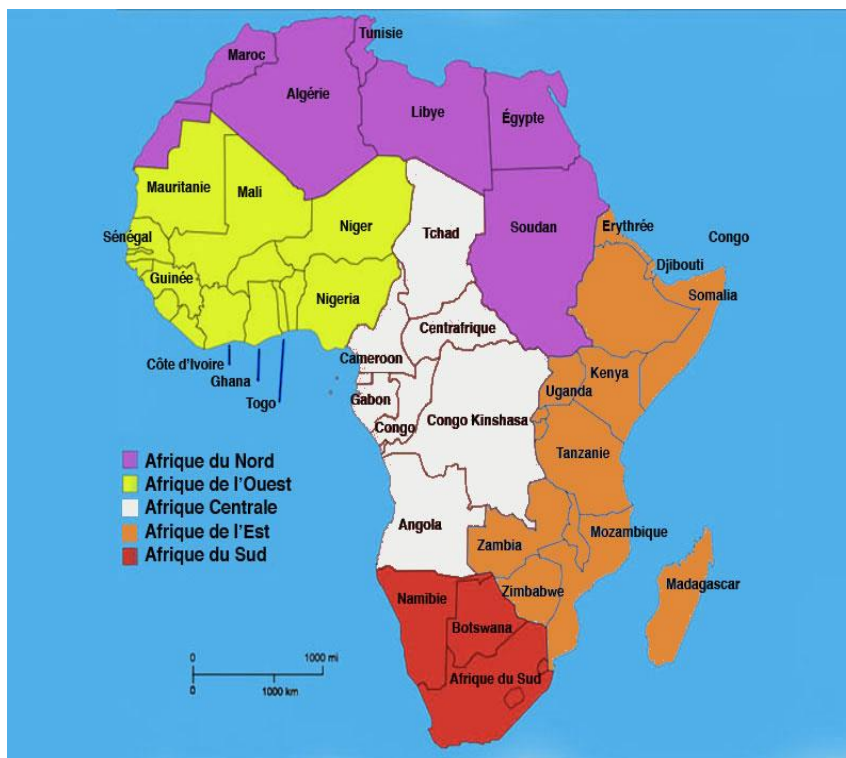 Tunisie
Maroc
Algérie
Libye
Égypte
Mauritanie
Mali
Niger
Tchad
Soudan
Erythrée
Congo
Sénégal
Djibouti
Guinée
Nigeria
Somalia
Centrafrique
Côte d'Ivoire
Cameroon
Ghana
Kenya
Uganda
Togo
Gabon
Congo
Congo Kinshasa
Tanzanie
Afrique du Nord
Afrique de l'Ouest
Afrique Centrale
Afrique de l'Est
Afrique du Sud
Angola
Mozambique
Zambia
Madagascar
Zimbabwe
Namibie
Botswana
Afrique du Sud
0 1000 mi
0 1000 km